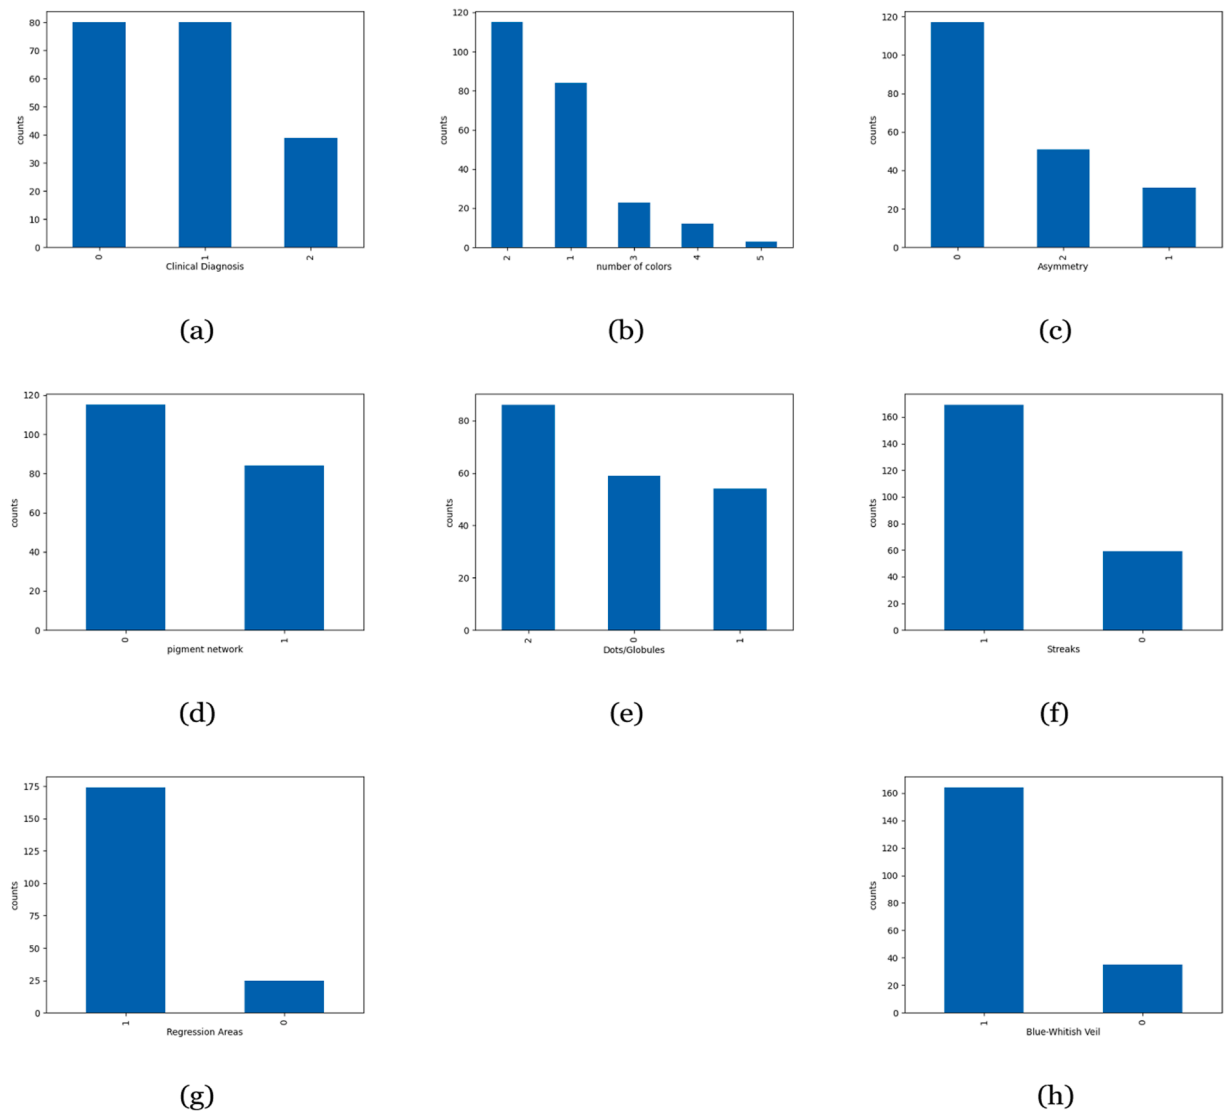 80
70
60
50
40
30
20
10
0
counts
0 1 2
Clinical Diagnosis
(a)
120
100
80
60
40
20
0
counts
2 1 3 4 5
number of colors
(b)
120
100
80
60
40
20
0
counts
0 2 1
Asymmetry
(c)
120
100
80
60
40
20
0
counts
0 1
pigment network
(d)
80
60
40
20
0
counts
2 0 1
Dots/Globules
(e)
160
140
120
100
80
60
40
20
0
counts
1 0
Streaks
(f)
175
150
125
100
75
50
25
0
counts
1 0
Regression Areas
(g)
160
140
120
100
80
60
40
20
0
counts
1 0
Blue-Whitish Veil
(h)